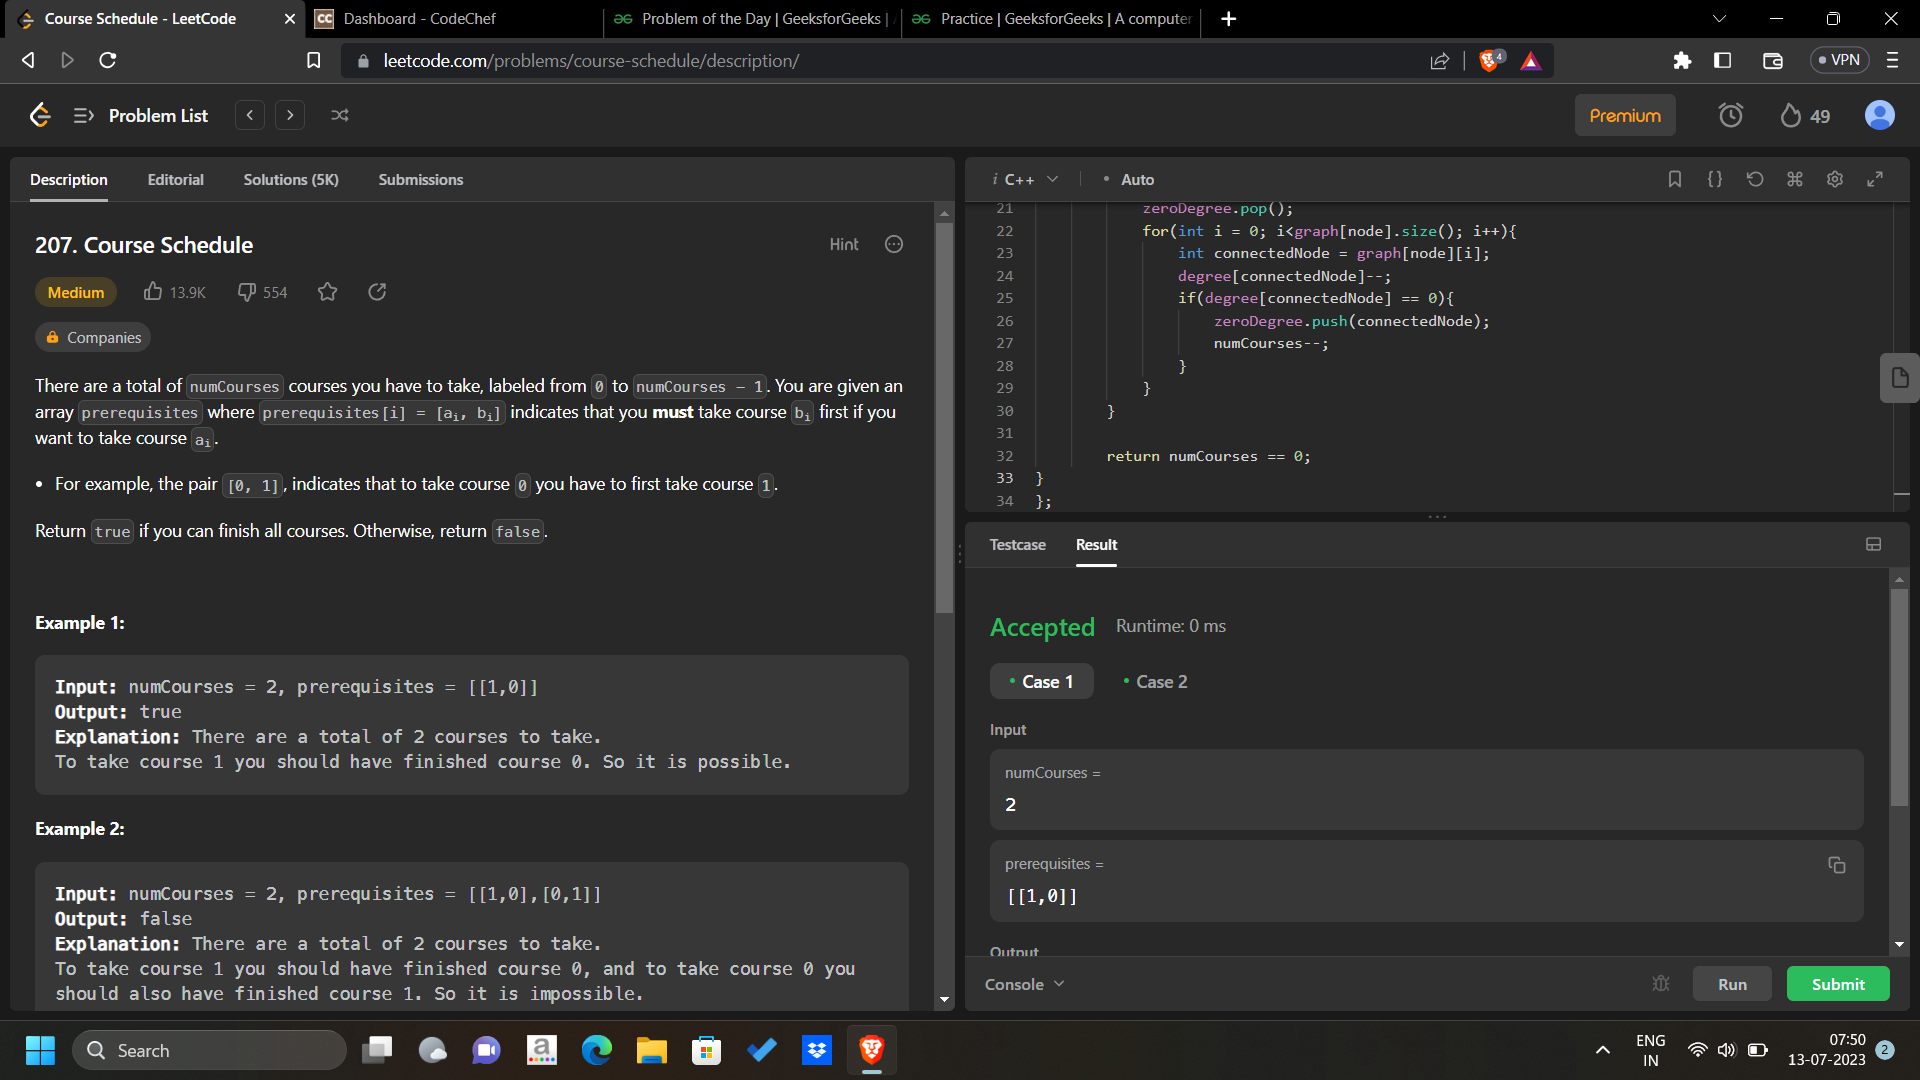 Course Schedule - LeetCode
CC Dashboard - CodeChef
Problem of the Day | GeeksforGeeks |
Practice | GeeksforGeeks | A computer
leetcode.com/problems/course-schedule/description/
4
VPN
Problem List
Premium
49
Description Editorial Solutions (5K) Submissions
207. Course Schedule
Hint
Medium 13.9K 554
Companies
There are a total of numCourses courses you have to take, labeled from 0 to numCourses - 1. You are given an
array prerequisites where prerequisites[i] = [ai, bi] indicates that you must take course bi first if you
want to take course ai.
• For example, the pair [0, 1], indicates that to take course 0 you have to first take course 1.
Return true if you can finish all courses. Otherwise, return false.
Example 1:
Input: numCourses = 2, prerequisites = [[1,0]]
Output: true
Explanation: There are a total of 2 courses to take.
To take course 1 you should have finished course 0. So it is possible.
Example 2:
Input: numCourses = 2, prerequisites = [[1,0],[0,1]]
Output: false
Explanation: There are a total of 2 courses to take.
To take course 1 you should have finished course 0, and to take course 0 you
should also have finished course 1. So it is impossible.
i C++ • Auto
21 zeroDegree.pop();
22 for(int i = 0; i<graph[node].size(); i++){
23 int connectedNode = graph[node][i];
24 degree[connectedNode]--;
25 if(degree[connectedNode] == 0){
26 zeroDegree.push(connectedNode);
27 numCourses--;
28 }
29 }
30 }
31
32 return numCourses == 0;
33 }
34 };
Testcase Result
Accepted Runtime: 0 ms
• Case 1 • Case 2
Input
numCourses =
2
prerequisites =
[[1,0]]
Output
Console
Run
Submit
Search
a
ENG
IN
07:50
13-07-2023
2